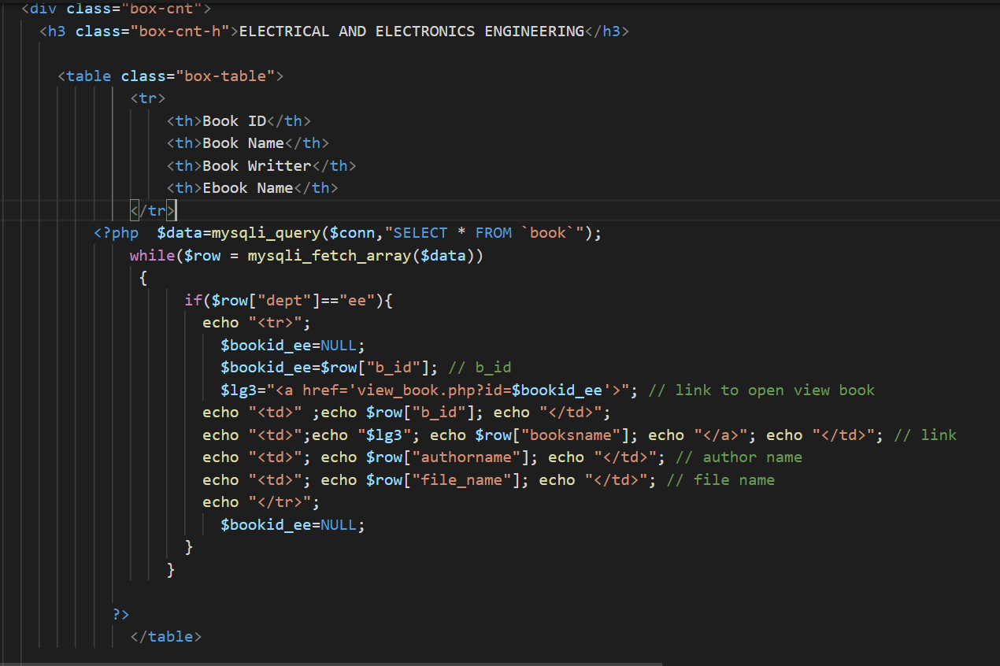 <div class="box-cnt">
<h3 class="box-cnt-h">ELECTRICAL AND ELECTRONICS ENGINEERING</h3>
<table class="box-table">
<tr>
<th>Book ID</th>
<th>Book Name</th>
<th>Book Writter</th>
<th>Ebook Name</th>
</tr>
<?php  $data=mysqli_query($conn,"SELECT * FROM `book`");
while($row = mysqli_fetch_array($data))
{
if($row["dept"]=="ee"){
echo "<tr>";
$bookid_ee=NULL;
$bookid_ee=$row["b_id"]; // b_id
$lg3="<a href='view_book.php?id=$bookid_ee'>"; // link to open view book
echo "<td>" ;echo $row["b_id"]; echo "</td>";
echo "<td>";echo "$lg3"; echo $row["booksname"]; echo "</a>"; echo "</td>"; // link
echo "<td>"; echo $row["authorname"]; echo "</td>"; // author name
echo "<td>"; echo $row["file_name"]; echo "</td>"; // file name
echo "</tr>";
$bookid_ee=NULL;
}
}
?>
</table>